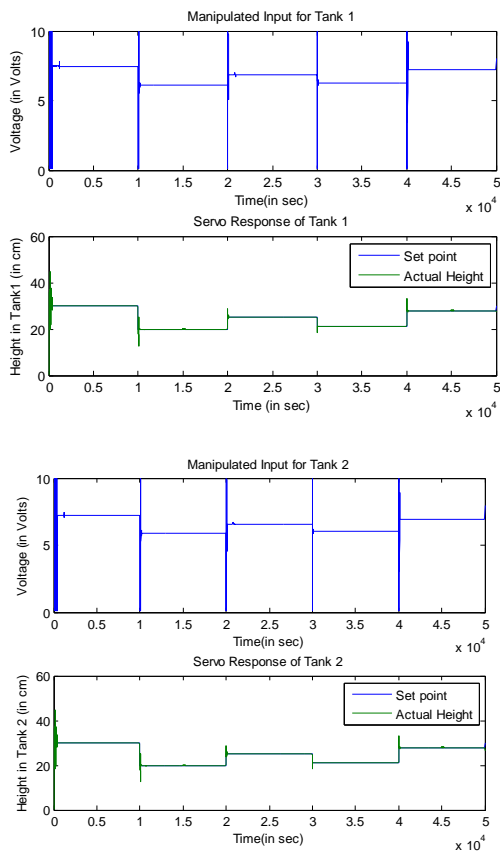 Manipulated Input for Tank 1
Voltage (in Volts)
10
5
0
0 0.5 1 1.5 2 2.5 3 3.5 4 4.5 5
Time(in sec)
x 10^4
Servo Response of Tank 1
Height in Tank1 (in cm)
60
40
20
0
Set point
Actual Height
0 0.5 1 1.5 2 2.5 3 3.5 4 4.5 5
Time (in sec)
x 10^4
Manipulated Input for Tank 2
Voltage (in Volts)
10
5
0
0 0.5 1 1.5 2 2.5 3 3.5 4 4.5 5
Time(in sec)
x 10^4
Servo Response of Tank 2
Height in Tank 2 (in cm)
60
40
20
0
Set point
Actual Height
0 0.5 1 1.5 2 2.5 3 3.5 4 4.5 5
Time (in sec)
x 10^4